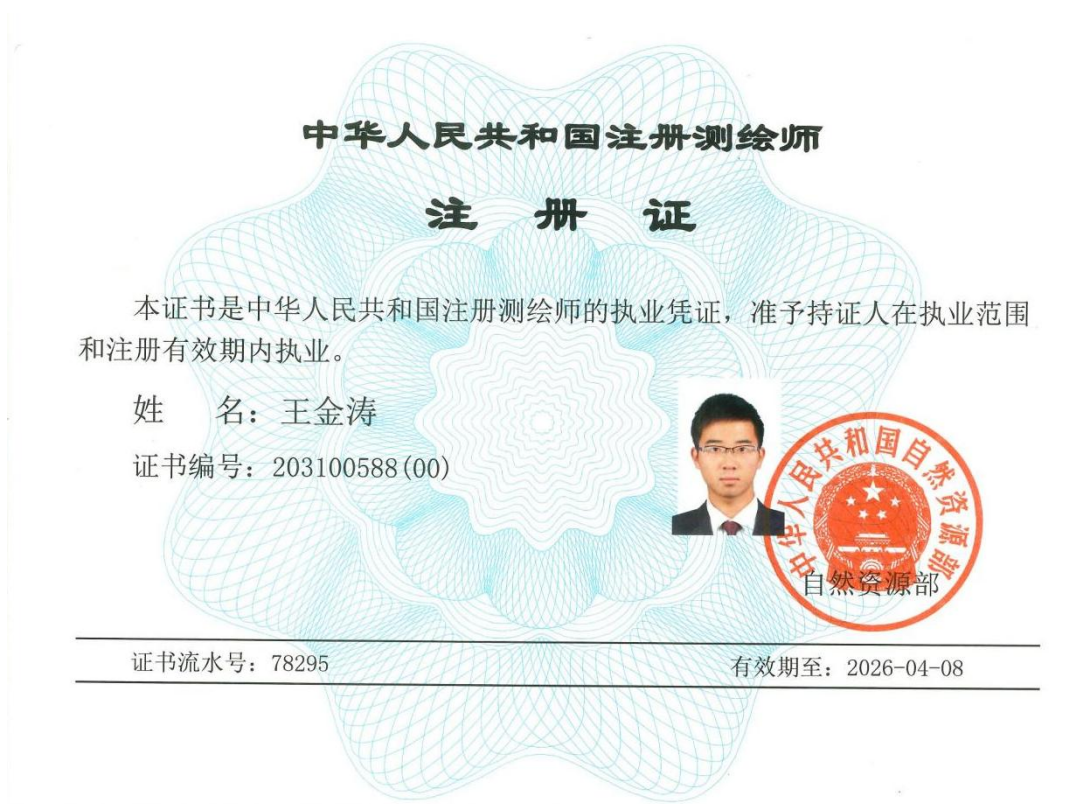 中华人民共和国注册测绘师
注 册 证
本证书是中华人民共和国注册测绘师的执业凭证，准予持证人在执业范围
和注册有效期内执业。
姓 名：王金涛
证书编号：203100588(00)
中华人民共和国自然资源部
自然资源部
证书流水号：78295 有效期至：2026-04-08